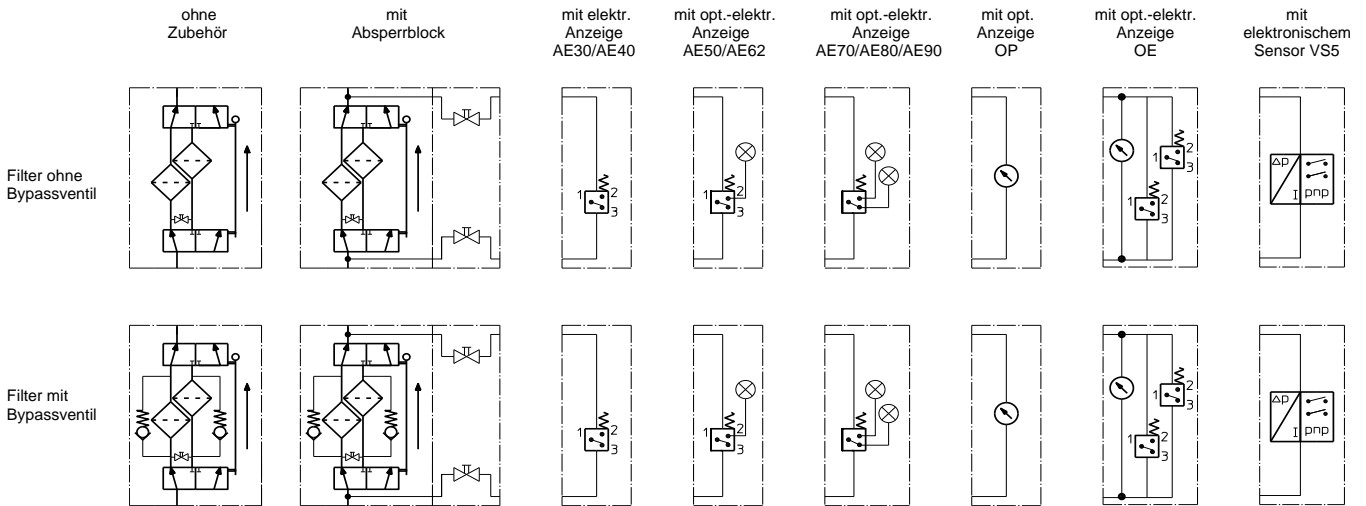 ohne
Zubehör
mit
Absperrblock
mit elektr.
Anzeige
AE30/AE40
mit opt.-elektr.
Anzeige
AE50/AE62
mit opt.-elektr.
Anzeige
AE70/AE80/AE90
mit opt.
Anzeige
OP
mit opt.-elektr.
Anzeige
OE
mit
elektronischem
Sensor VS5
Filter ohne
Bypassventil
1 2
3
1 2
3
1 2
3
1 2
3
Δp
I pnp
Filter mit
Bypassventil
1 2
3
1 2
3
1 2
3
1 2
3
Δp
I pnp